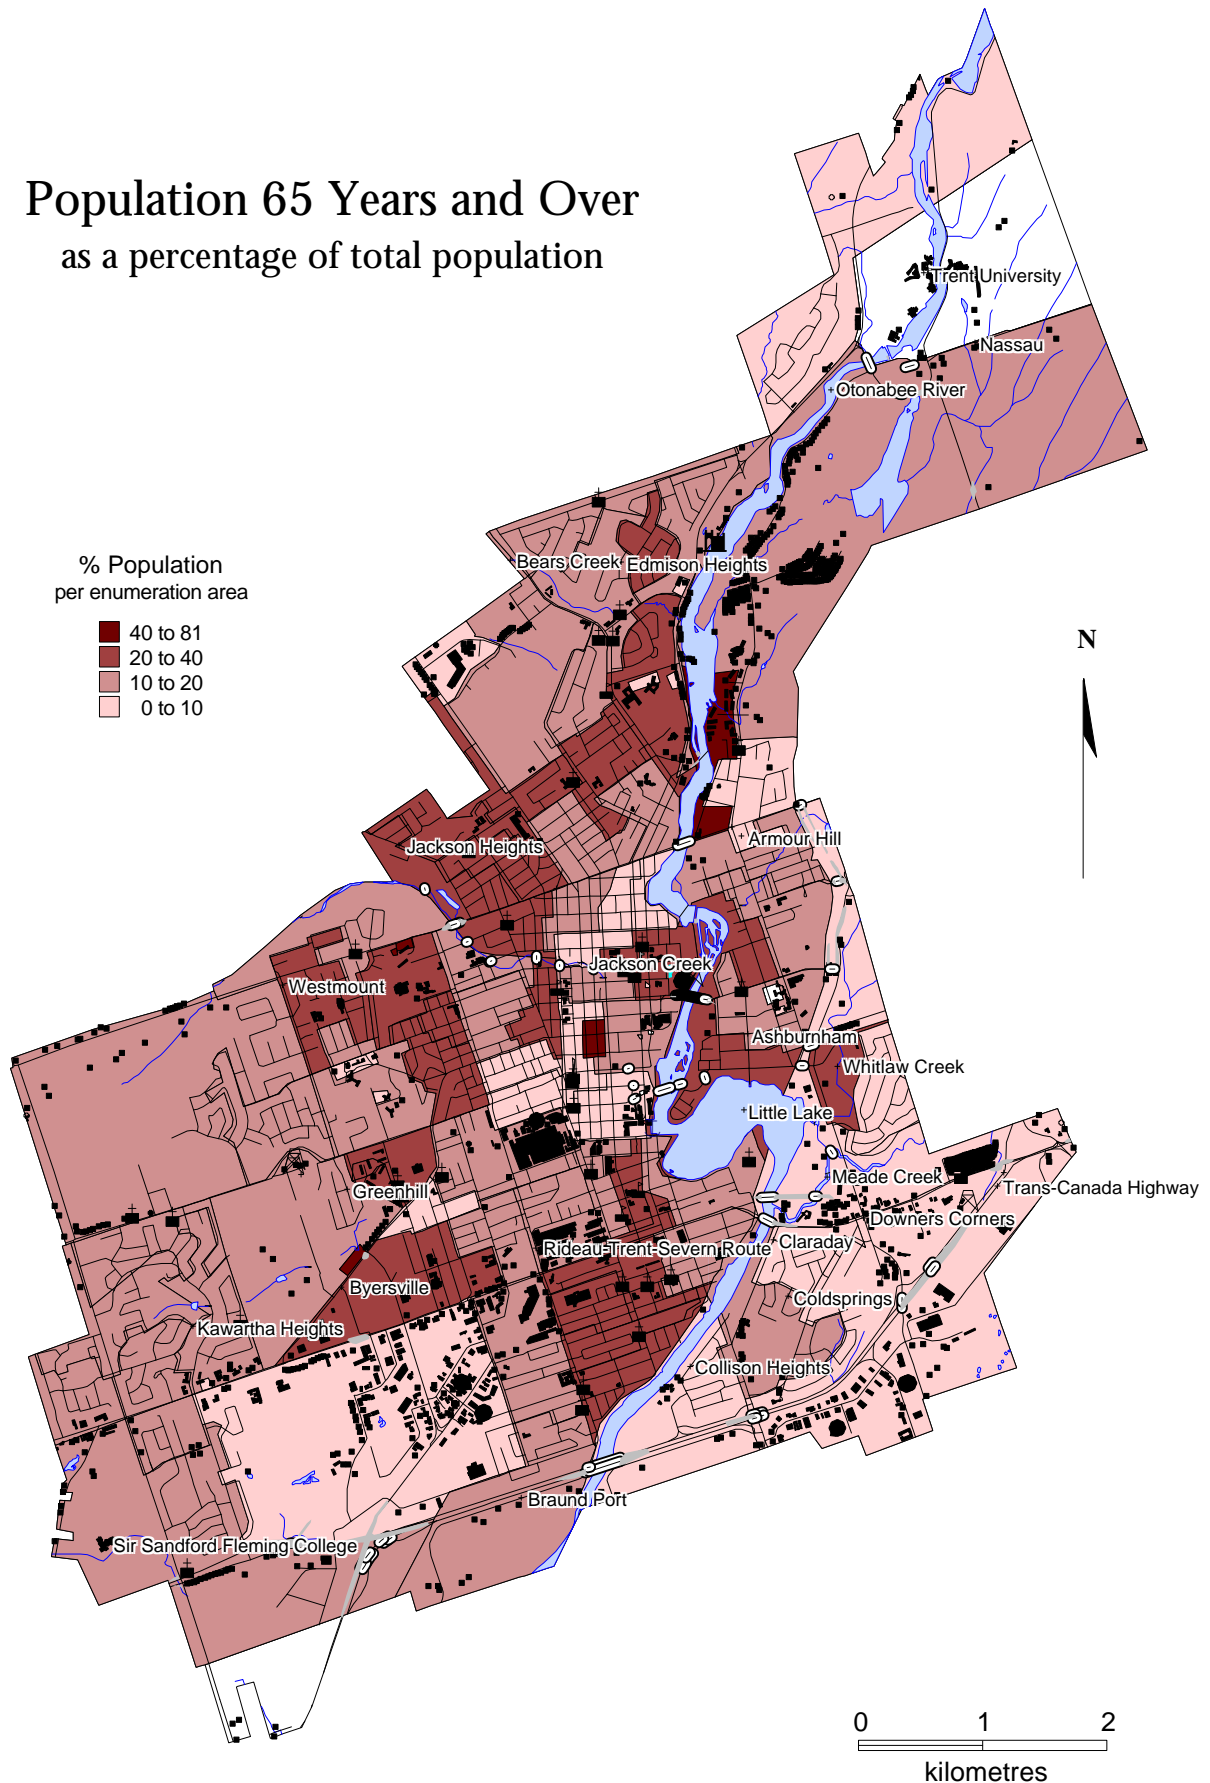 Population 65 Years and Over
as a percentage of total population
Trent University
Nassau
Otonabee River
% Population
per enumeration area
40 to 81
20 to 40
10 to 20
0 to 10
Bears Creek
Edmison Heights
N
Armour Hill
Jackson Heights
Jackson Creek
Westmount
Ashburnham
Whitlaw Creek
Little Lake
Meade Creek
Trans-Canada Highway
Greenhill
Downers Corners
Claraday
Rideau-Trent-Severn Route
Byersville
Coldsprings
Kawartha Heights
Collison Heights
Braund Port
Sir Sandford Fleming College
0 1 2
kilometres